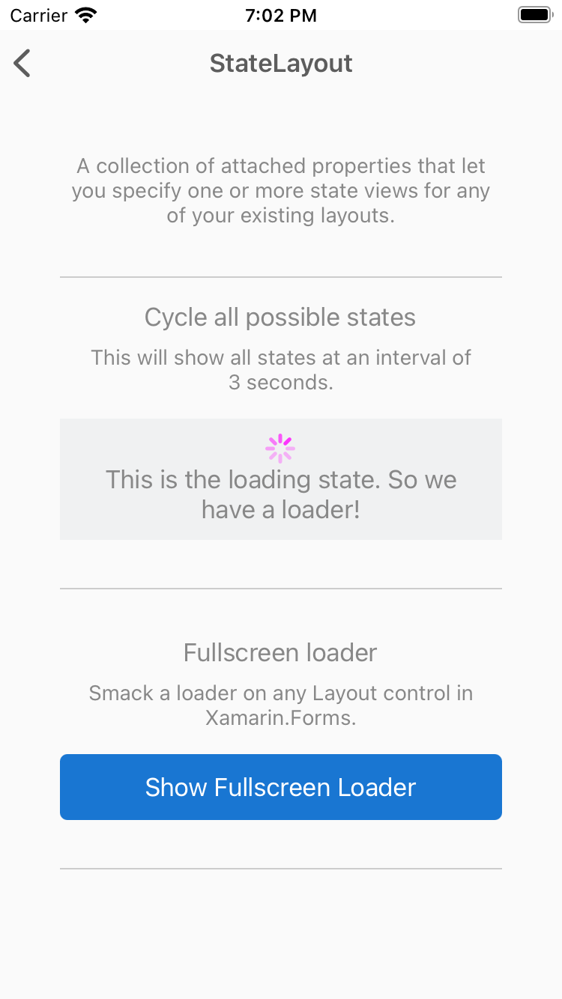 Carrier 7:02 PM
StateLayout
A collection of attached properties that let
you specify one or more state views for any
of your existing layouts.
Cycle all possible states
This will show all states at an interval of
3 seconds.
This is the loading state. So we
have a loader!
Fullscreen loader
Smack a loader on any Layout control in
Xamarin.Forms.
Show Fullscreen Loader